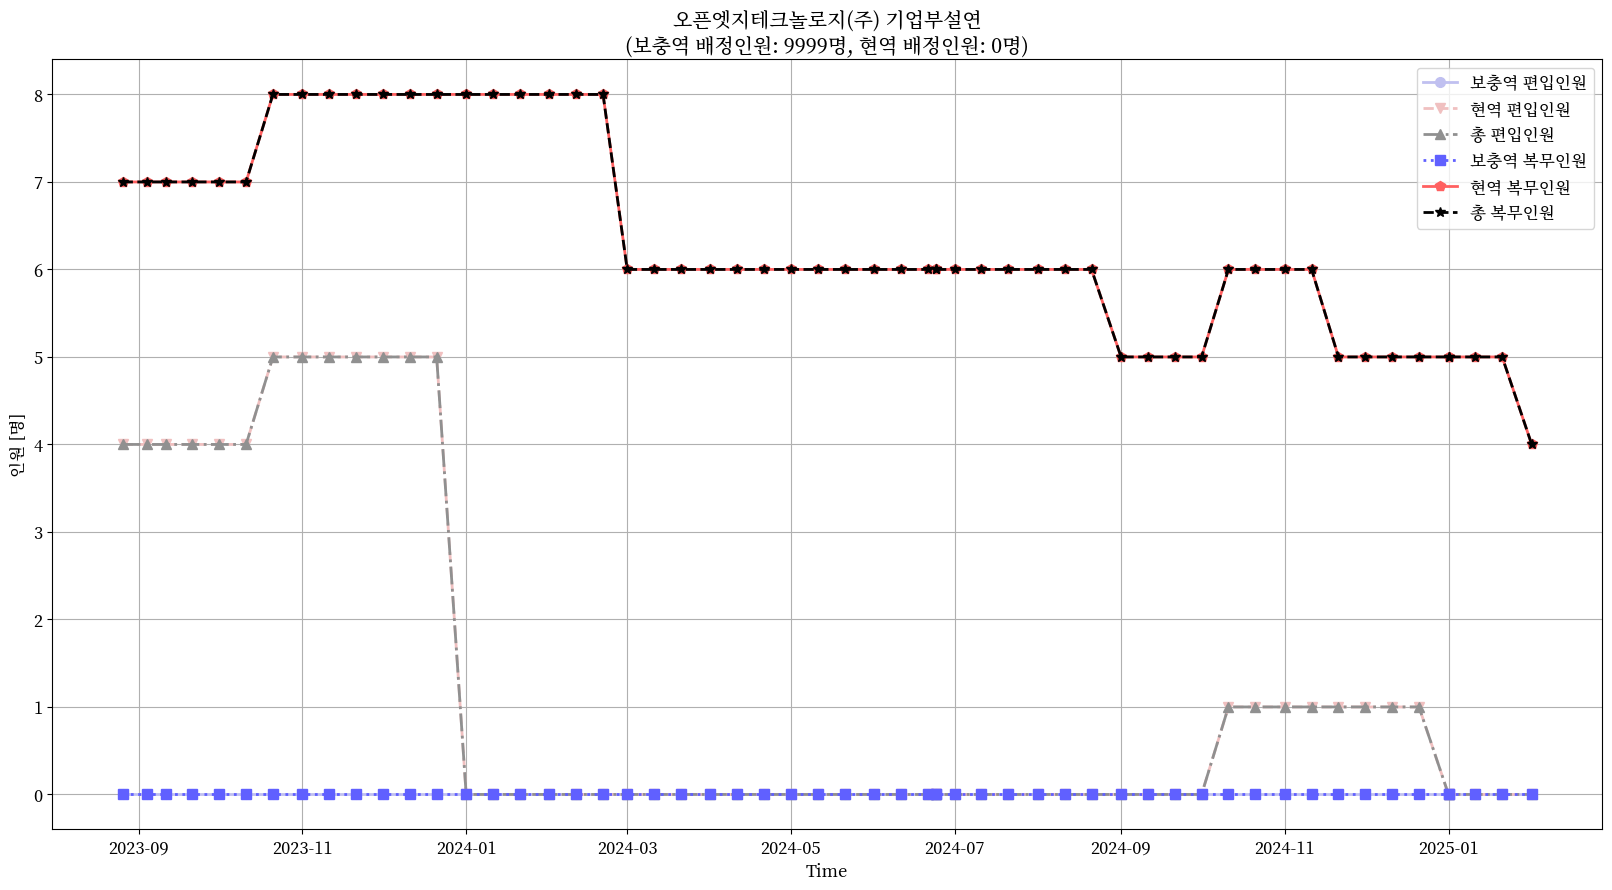 오픈엣지테크놀로지(주) 기업부설연
(보충역 배정인원: 9999명, 현역 배정인원: 0명)
보충역 편입인원
현역 편입인원
총 편입인원
보충역 복무인원
현역 복무인원
총 복무인원
인원 [명]
8
7
6
5
4
3
2
1
0
2023-09
2023-11
2024-01
2024-03
2024-05
2024-07
2024-09
2024-11
2025-01
Time